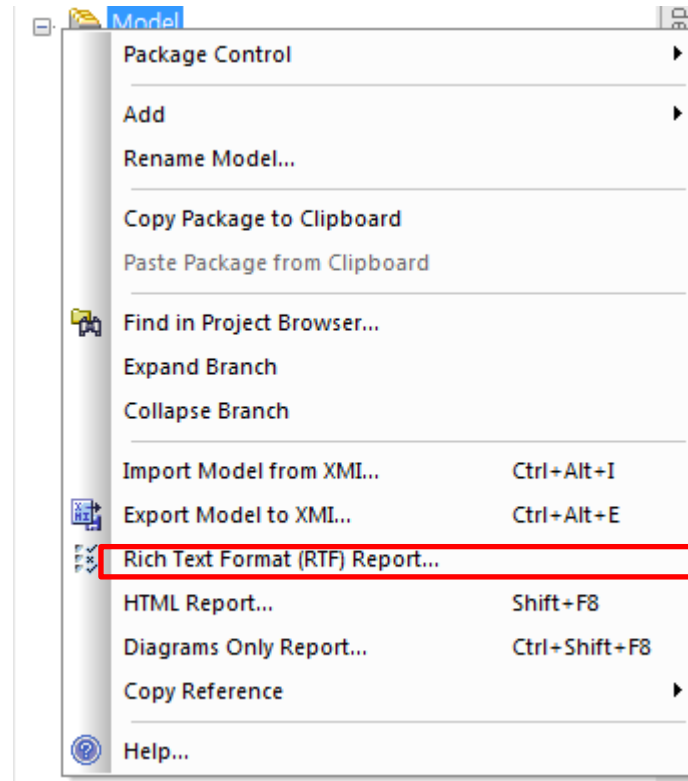 Model
Package Control
Add
Rename Model...
Copy Package to Clipboard
Paste Package from Clipboard
Find in Project Browser...
Expand Branch
Collapse Branch
Import Model from XMI... Ctrl+Alt+I
Export Model to XMI... Ctrl+Alt+E
Rich Text Format (RTF) Report...
HTML Report... Shift+F8
Diagrams Only Report... Ctrl+Shift+F8
Copy Reference
Help...